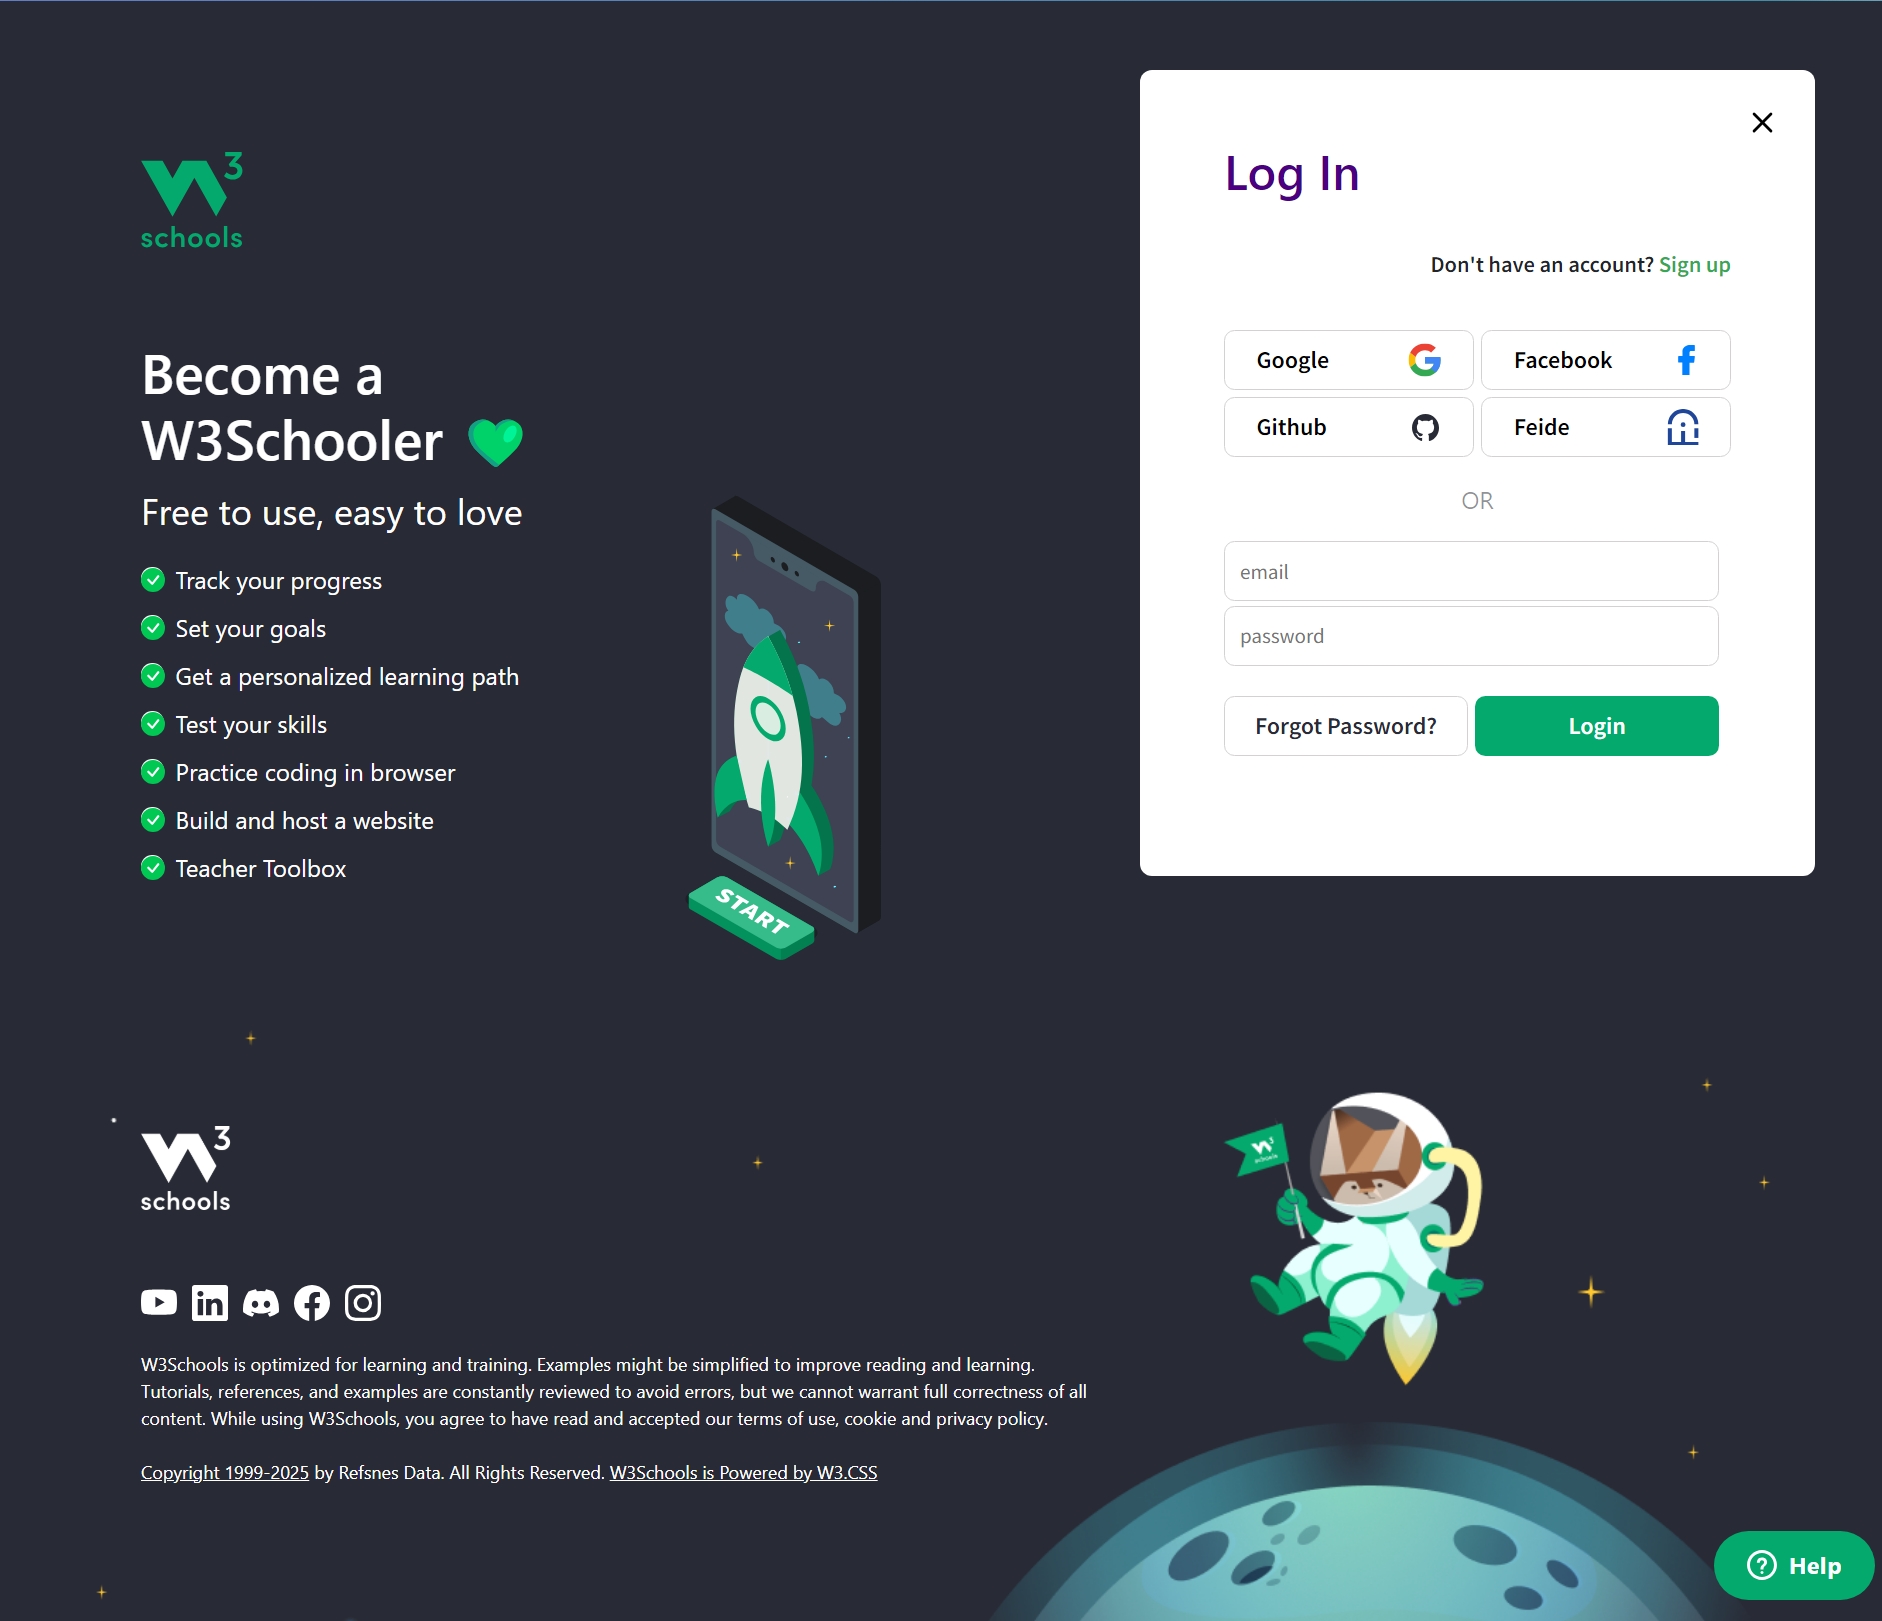 W3
schools
Become a
W3Schooler
Free to use, easy to love
Track your progress
Set your goals
Get a personalized learning path
Test your skills
Practice coding in browser
Build and host a website
Teacher Toolbox
START
Log In
Don't have an account? Sign up
Google
Facebook
Github
Feide
OR
email
password
Forgot Password?
Login
W3
schools
W3
schools
W3Schools is optimized for learning and training. Examples might be simplified to improve reading and learning.
Tutorials, references, and examples are constantly reviewed to avoid errors, but we cannot warrant full correctness of all
content. While using W3Schools, you agree to have read and accepted our terms of use, cookie and privacy policy.
Copyright 1999-2025 by Refsnes Data. All Rights Reserved. W3Schools is Powered by W3.CSS
Help